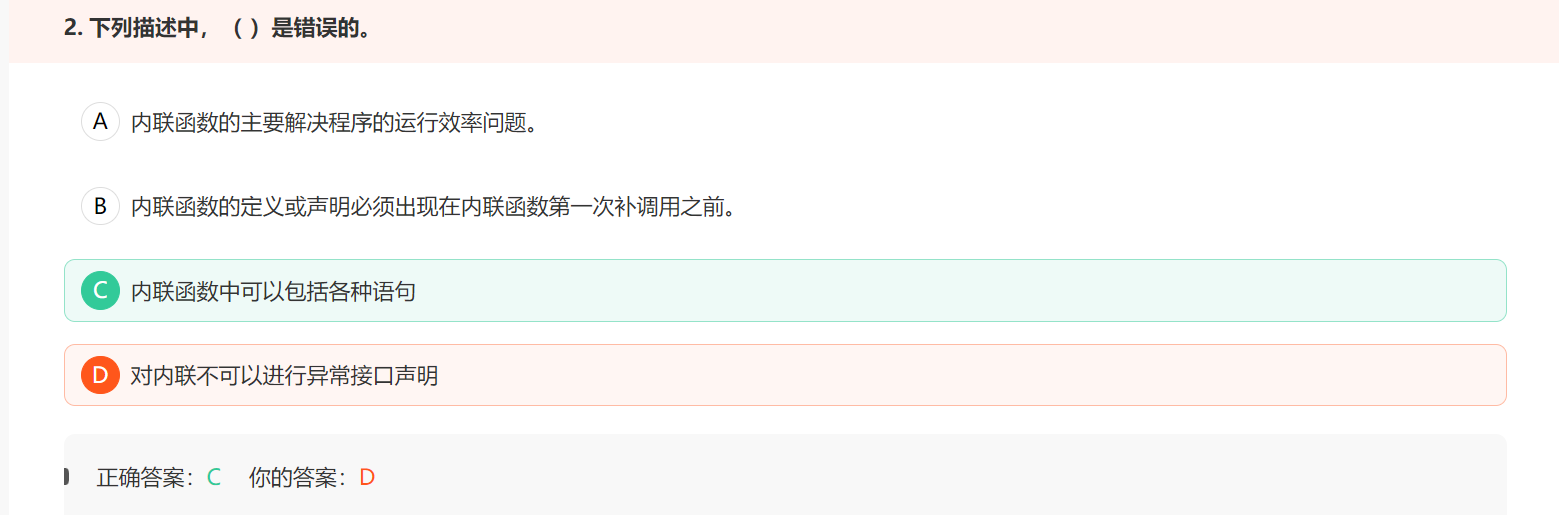 2. 下列描述中，（ ）是错误的。
A 内联函数的主要解决程序的运行效率问题。
B 内联函数的定义或声明必须出现在内联函数第一次补调用之前。
C 内联函数中可以包括各种语句
D 对内联不可以进行异常接口声明
正确答案：C 你的答案：D